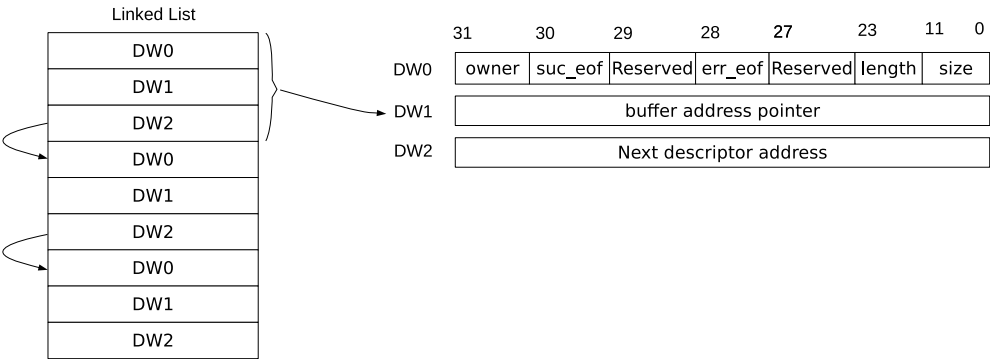 Linked List
DW0
DW1
DW2
DW0
DW1
DW2
DW0
DW1
DW2
31 30 29 28 27 23 11 0
DW0 owner suc_eof Reserved err_eof Reserved length size
DW1 buffer address pointer
DW2 Next descriptor address